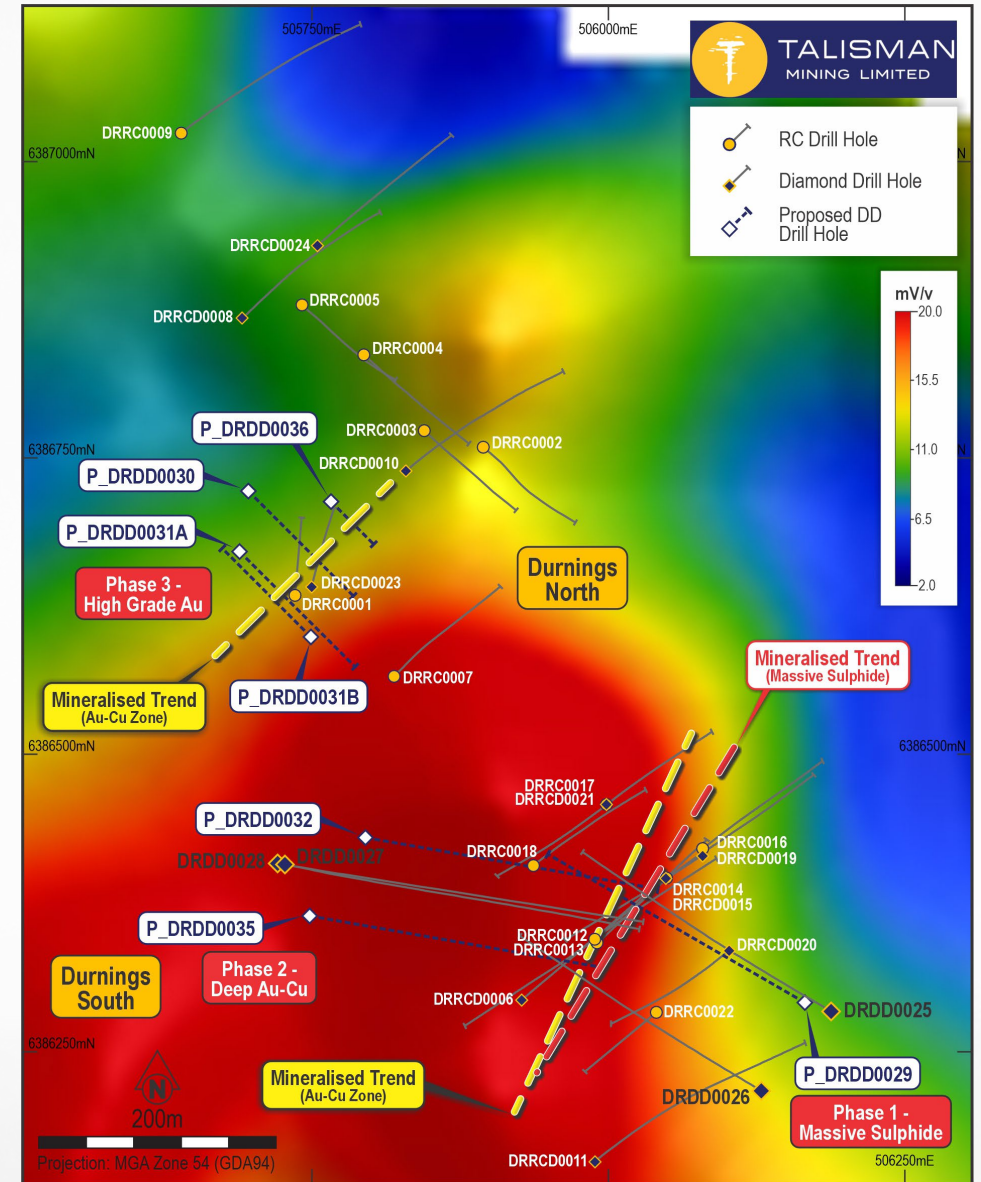 505750mE
506000mE
TALISMAN
MINING LIMITED
DRRC0009
6387000mN
N
RC Drill Hole
Diamond Drill Hole
Proposed DD
Drill Hole
DRRCD0024
DRRC0005
DRRCD0008
mV/v
20.0
15.5
11.0
6.5
2.0
DRRC0004
P_DRDD0036
DRRC0003
DRRC0002
6386750mN
DRRCD0010
P_DRDD0030
P_DRDD0031A
Durnings
North
Phase 3 -
High Grade Au
DRRCD0023
DRRC0001
DRRC0007
Mineralised Trend
(Massive Sulphide)
Mineralised Trend
(Au-Cu Zone)
P_DRDD0031B
6386500mN
6386500mN
DRRC0017
DRRCD0021
P_DRDD0032
DRRC0016
DRRCD0019
DRRC0018
DRDD0028
DRDD0027
DRRC0014
DRRCD0015
P_DRDD0035
DRRC0012
DRRC0013
DRRCD0020
Durnings
South
Phase 2 -
Deep Au-Cu
DRRCD0006
DRRC0022
DRDD0025
6386250mN
P_DRDD0029
Mineralised Trend
(Au-Cu Zone)
DRDD0026
N
200m
Phase 1 -
Massive Sulphide
Projection: MGA Zone 54 (GDA94)
DRRCD0011
506250mE